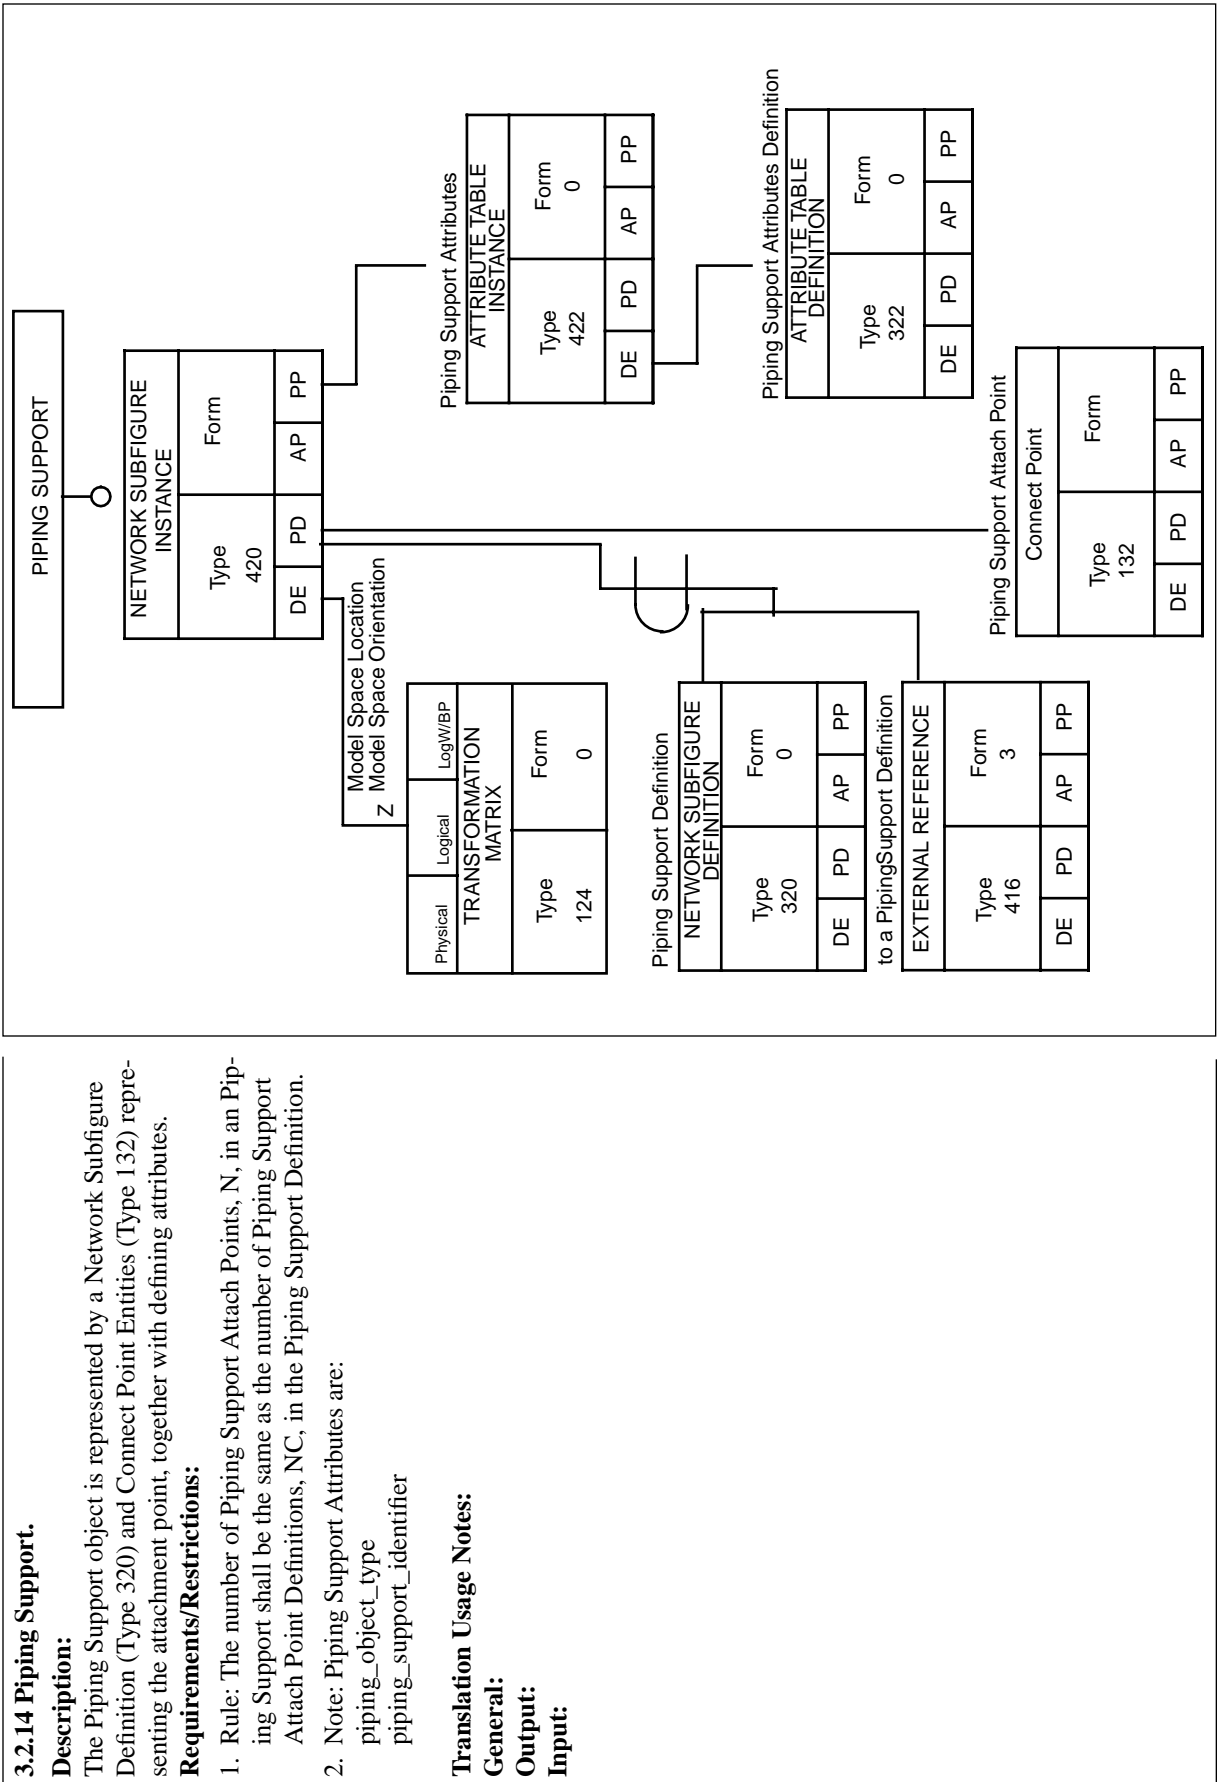 3.2.14 Piping Support.
Description:
The Piping Support object is represented by a Network Subfigure
Definition (Type 320) and Connect Point Entities (Type 132) repre-
senting the attachment point, together with defining attributes.
Requirements/Restrictions:
1. Rule: The number of Piping Support Attach Points, N, in an Pip-
ing Support shall be the same as the number of Piping Support
Attach Point Definitions, NC, in the Piping Support Definition.
2. Note: Piping Support Attributes are:
piping_object_type
piping_support_identifier
Translation Usage Notes:
General:
Output:
Input:
PIPING SUPPORT
NETWORK SUBFIGURE
INSTANCE
Type
420
Form
DE PD AP PP
Model Space Location
Model Space Orientation
Z
Physical Logical LogW/BP
TRANSFORMATION
MATRIX
Type
124
Form
0
Piping Support Attributes
ATTRIBUTE TABLE
INSTANCE
Type
422
Form
0
DE PD AP PP
Piping Support Definition
NETWORK SUBFIGURE
DEFINITION
Type
320
Form
0
DE PD AP PP
Piping Support Attributes Definition
ATTRIBUTE TABLE
DEFINITION
Type
322
Form
0
DE PD AP PP
to a PipingSupport Definition
EXTERNAL REFERENCE
Type
416
Form
3
DE PD AP PP
Piping Support Attach Point
Connect Point
Type
132
Form
DE PD AP PP